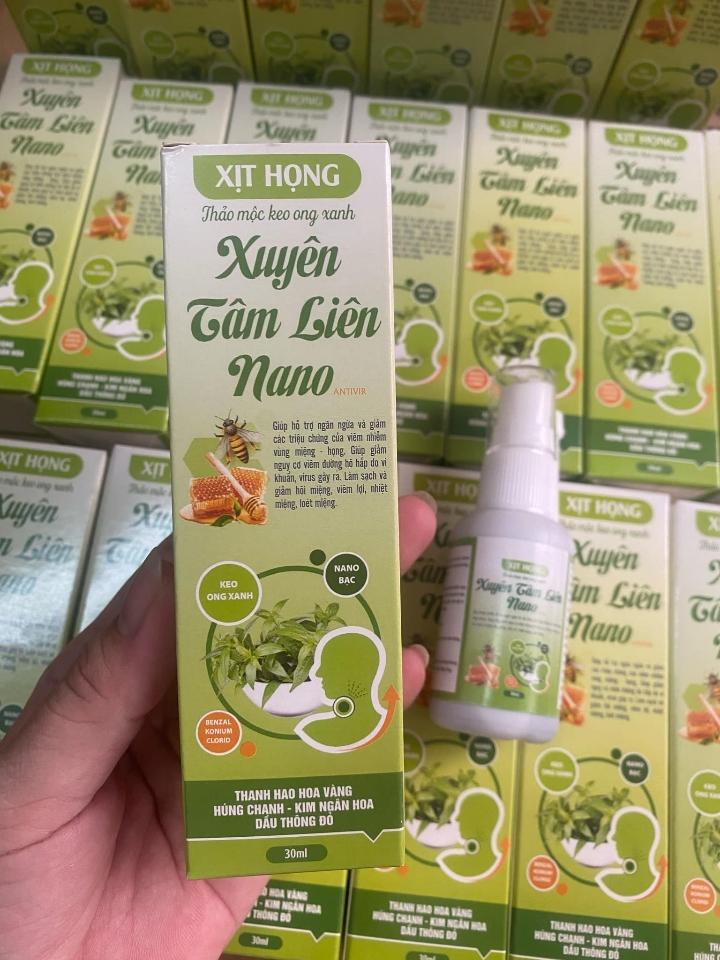 XỊT HỌNG
Thảo mộc keo ong xanh
Xuyên
Tâm Liên
Nano
ANTIVIR
Giúp hỗ trợ ngăn ngừa và giảm
các triệu chứng của viêm nhiễm
vùng miệng - họng. Giúp giảm
nguy cơ viêm đường hô hấp do vi
khuẩn, virus gây ra. Làm sạch và
giảm hôi miệng, viêm lợi, nhiệt
miệng, loét miệng.
KEO
ONG XANH
NANO
BẠC
BENZAL
KONIUM
CLORID
THANH HAO HOA VÀNG
HÚNG CHANH - KIM NGÂN HOA
DẦU THÔNG ĐỎ
30ml
XỊT HỌNG
Xuyên Tâm Liên
Nano